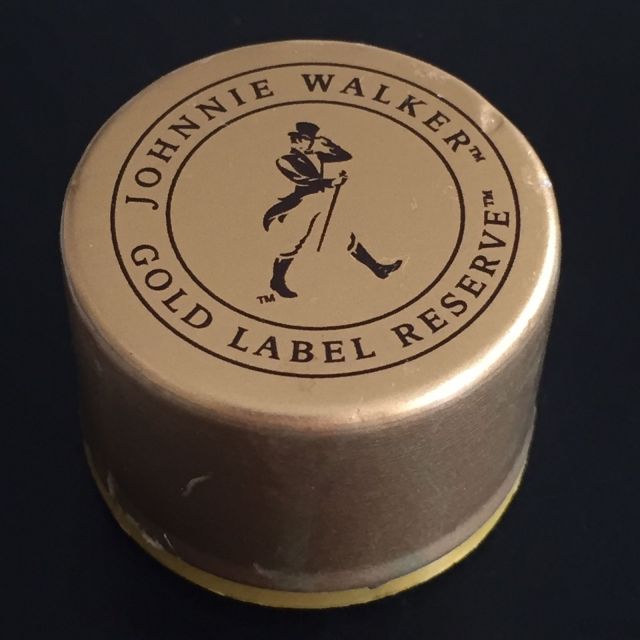 JOHNNIE WALKER™
GOLD LABEL RESERVE™
TM